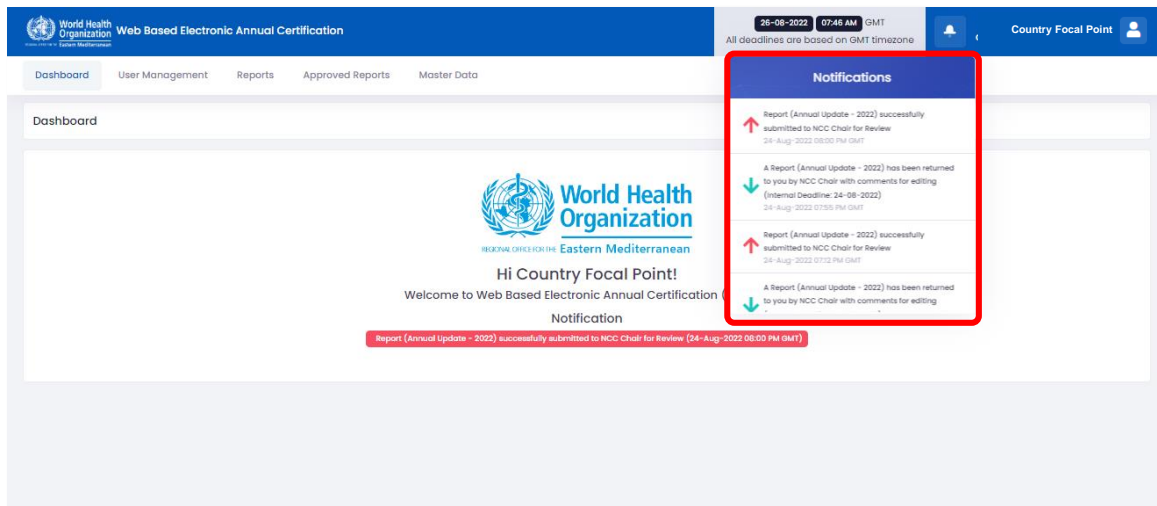 World Health
Organization
Eastern Mediterranean
Web Based Electronic Annual Certification
26-08-2022 07:46 AM GMT
All deadlines are based on GMT timezone
Country Focal Point
Dashboard
User Management
Reports
Approved Reports
Master Data
Notifications
Report (Annual Update - 2022) successfully
submitted to NCC Chair for Review
24-Aug-2022 08:00 PM GMT
A Report (Annual Update - 2022) has been returned
to you by NCC Chair with comments for editing
(Internal Deadline: 24-08-2022)
24-Aug-2022 07:55 PM GMT
Report (Annual Update - 2022) successfully
submitted to NCC Chair for Review
24-Aug-2022 07:12 PM GMT
A Report (Annual Update - 2022) has been returned
to you by NCC Chair with comments for editing
Dashboard
World Health
Organization
REGIONAL OFFICE FOR THE Eastern Mediterranean
Hi Country Focal Point!
Welcome to Web Based Electronic Annual Certification (
Notification
Report (Annual Update - 2022) successfully submitted to NCC Chair for Review (24-Aug-2022 08:00 PM GMT)